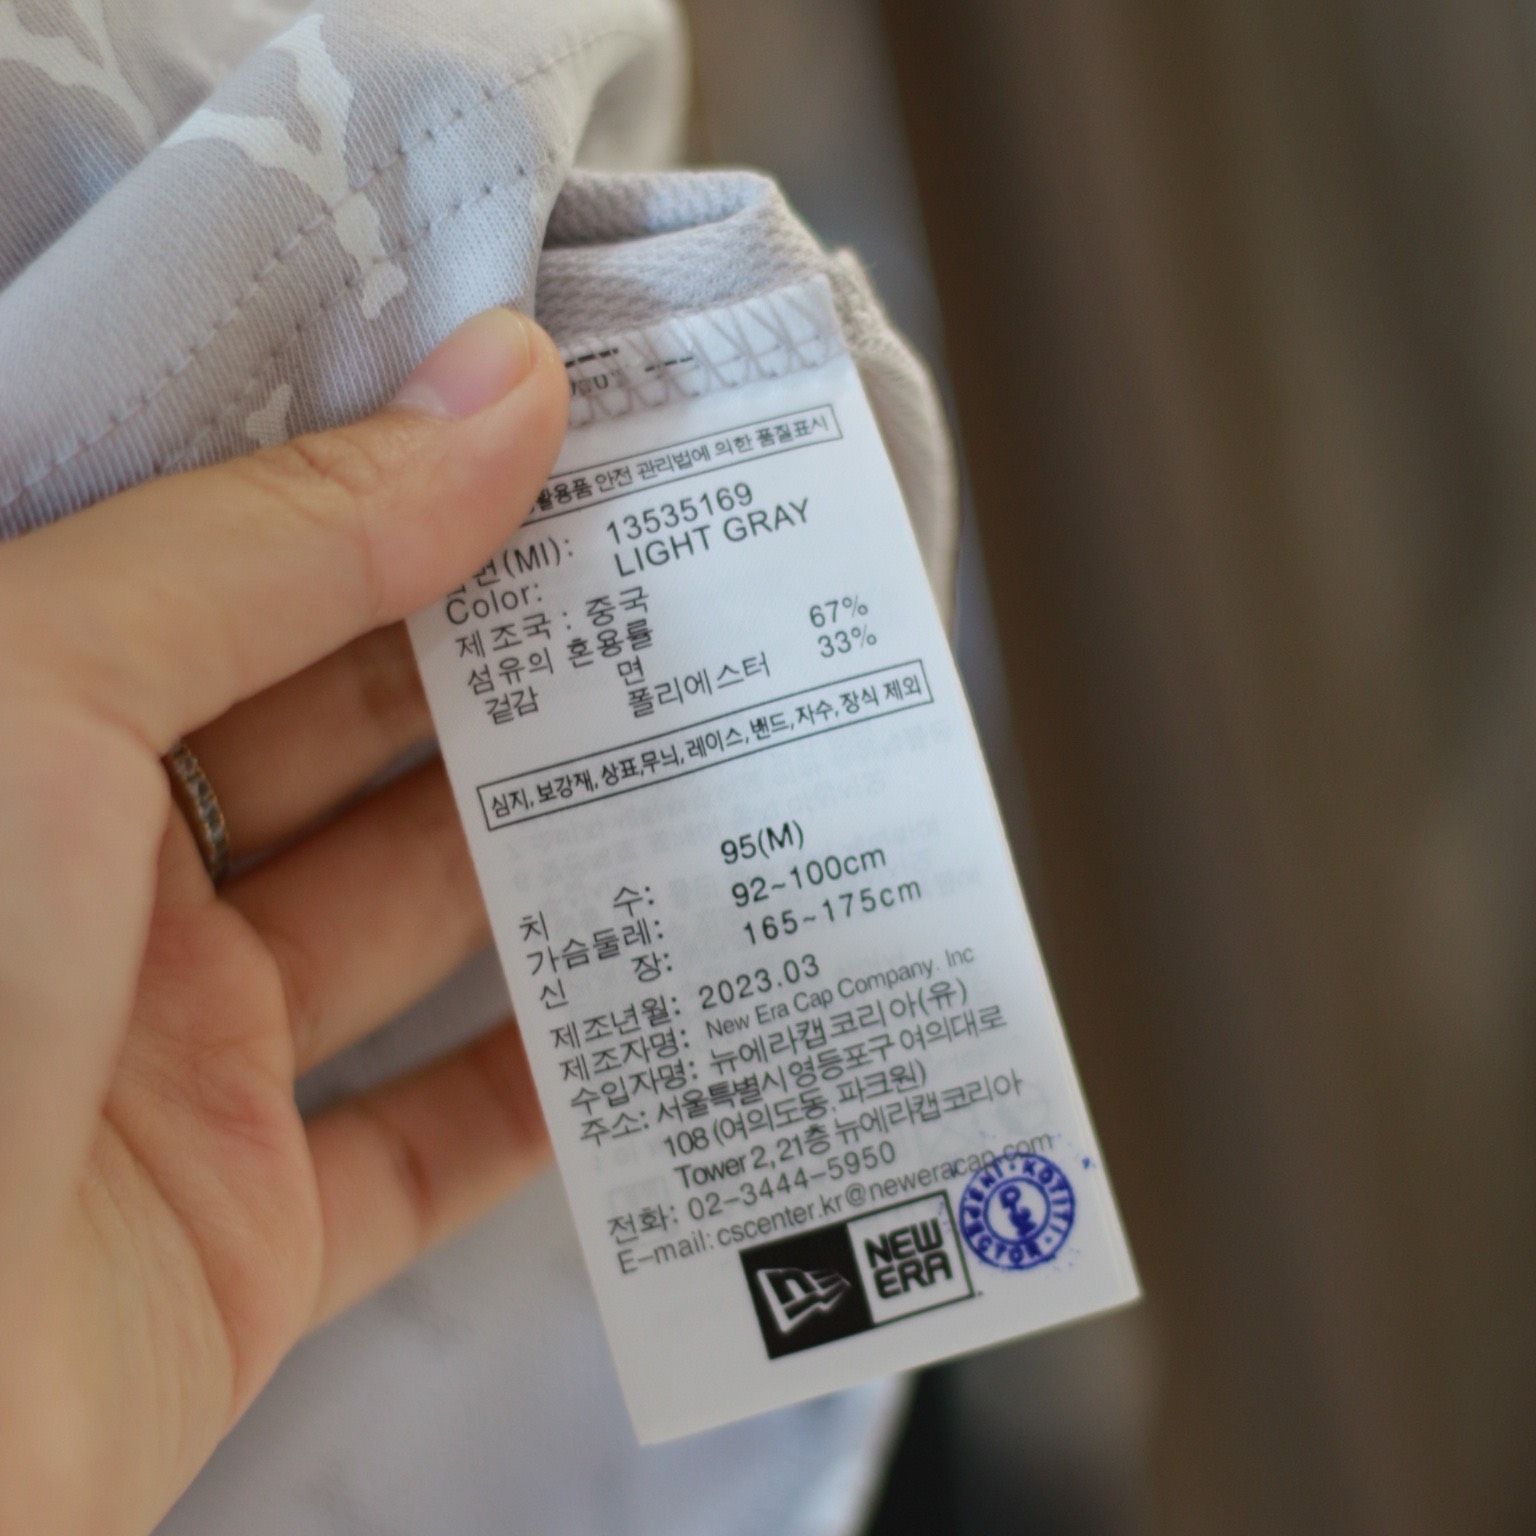 활용품 안전 관리법에 의한 품질표시
(MI): 13535169
Color: LIGHT GRAY
제조국 : 중국
섬유의 혼용률
겉감 면 67%
폴리에스터 33%
심지, 보강재, 상표,무늬, 레이스, 밴드, 자수, 장식 제외
치 수: 95(M)
가슴둘레: 92~100cm
신 장: 165~175cm
제조년월: 2023.03
제조자명: New Era Cap Company. Inc
수입자명: 뉴에라캡 코리아(유)
주소: 서울특별시 영등포구 여의대로
108 (여의도동, 파크원)
Tower 2, 21층 뉴에라캡코리아
전화: 02-3444-5950
E-mail: cscenter.kr@neweracap.com
NEW
ERA
KOTITI